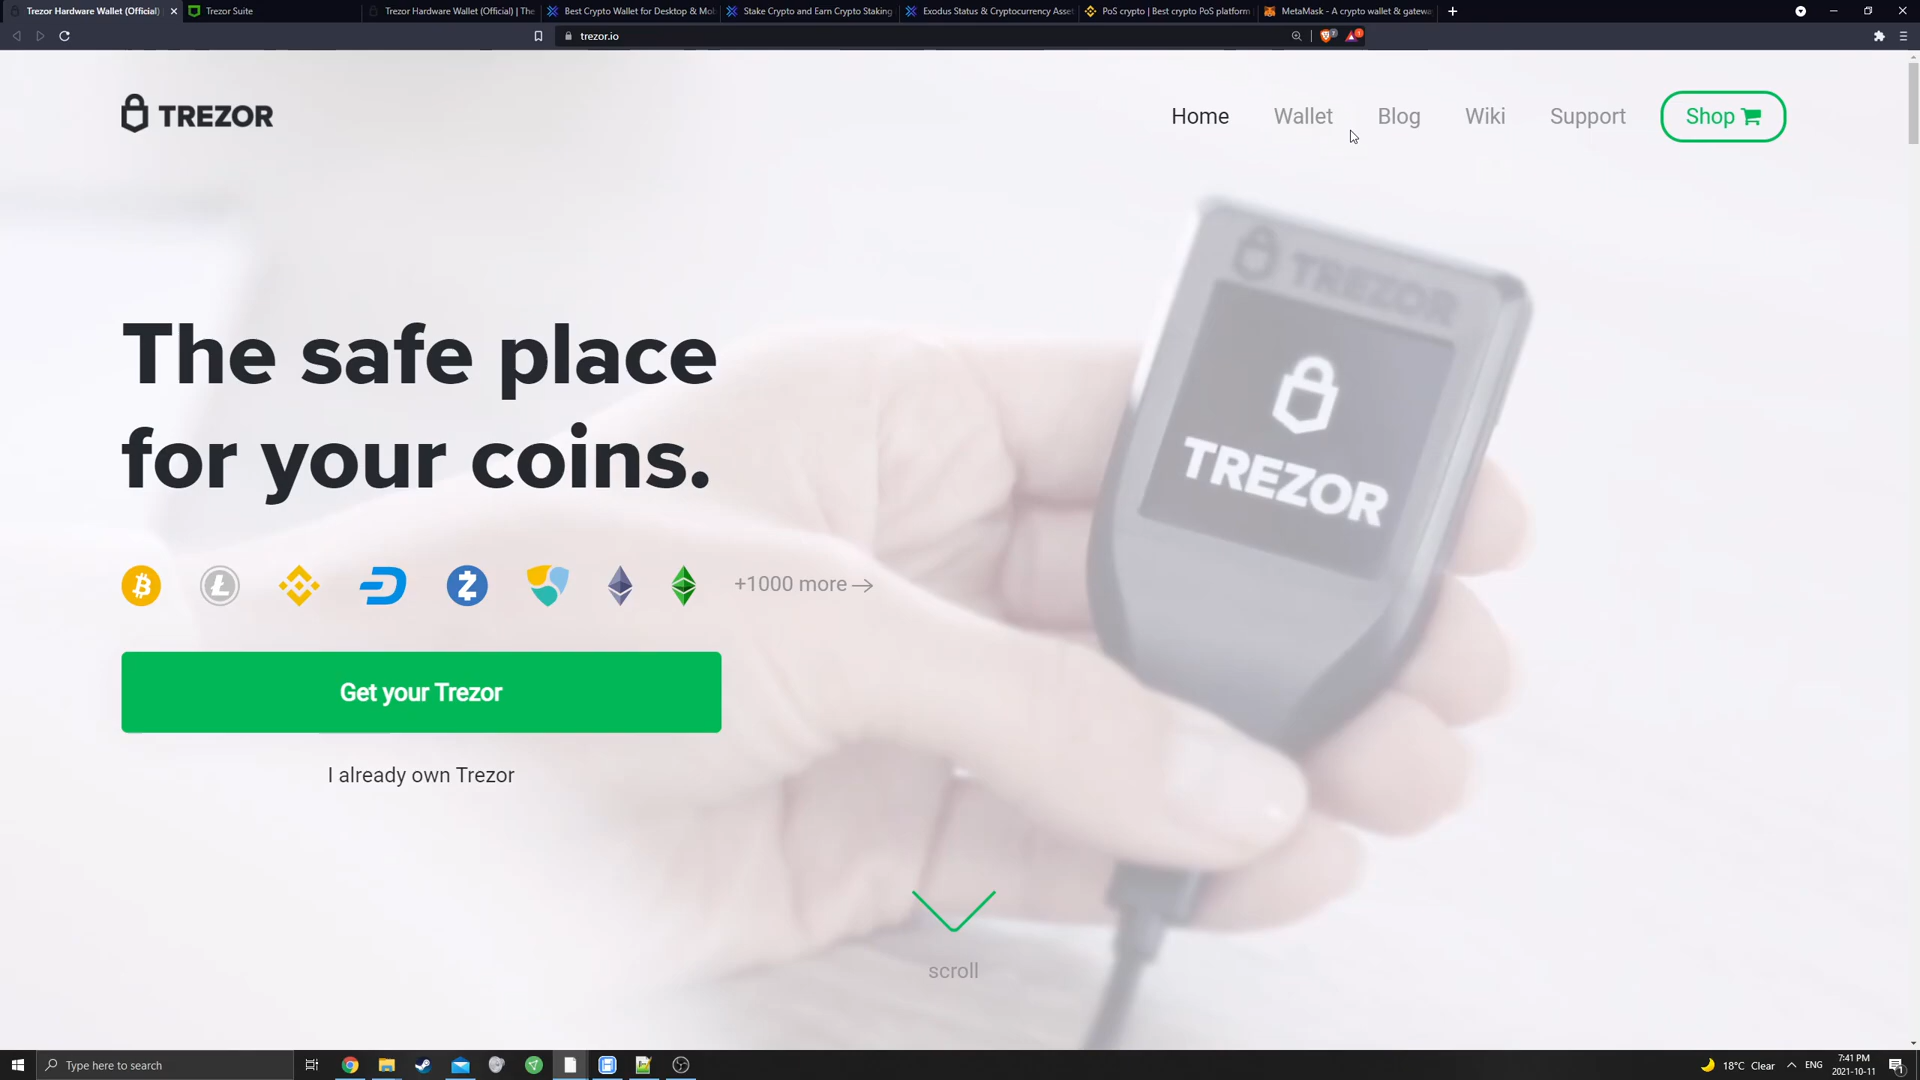 Trezor Hardware Wallet (Official)
Trezor Suite
Trezor Hardware Wallet (Official) | The
Best Crypto Wallet for Desktop & Mo
Stake Crypto and Earn Crypto Staking
Exodus Status & Cryptocurrency Asse
PoS crypto | Best crypto PoS platform
MetaMask - A crypto wallet & gatewa
trezor.io
TREZOR
Home
Wallet
Blog
Wiki
Support
Shop
TREZOR
The safe place
for your coins.
TREZOR
+1000 more
Get your Trezor
I already own Trezor
scroll
Type here to search
18°C Clear
ENG
7:41 PM
2021-10-11